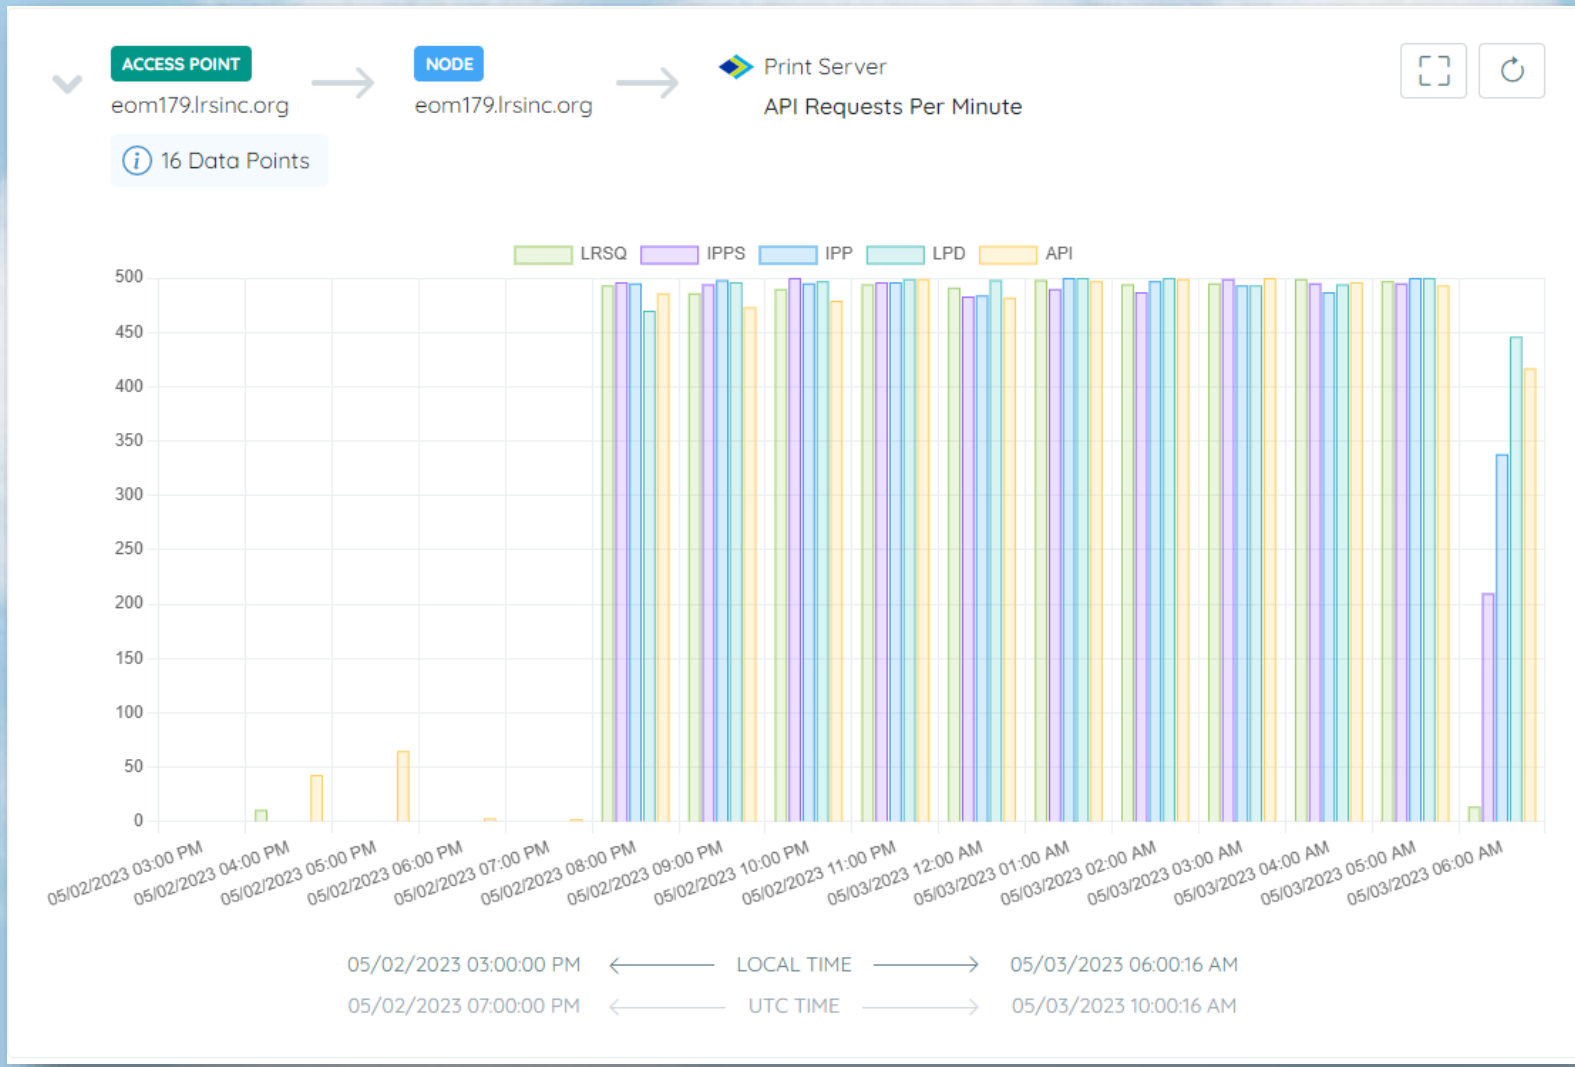 ACCESS POINT
eom179.lrsinc.org
NODE
eom179.lrsinc.org
Print Server
API Requests Per Minute
16 Data Points
LRSQ IPPS IPP LPD API
500
450
400
350
300
250
200
150
100
50
0
05/02/2023 03:00 PM
05/02/2023 04:00 PM
05/02/2023 05:00 PM
05/02/2023 06:00 PM
05/02/2023 07:00 PM
05/02/2023 08:00 PM
05/02/2023 09:00 PM
05/02/2023 10:00 PM
05/02/2023 11:00 PM
05/03/2023 12:00 AM
05/03/2023 01:00 AM
05/03/2023 02:00 AM
05/03/2023 03:00 AM
05/03/2023 04:00 AM
05/03/2023 05:00 AM
05/03/2023 06:00 AM
05/02/2023 03:00:00 PM LOCAL TIME 05/03/2023 06:00:16 AM
05/02/2023 07:00:00 PM UTC TIME 05/03/2023 10:00:16 AM